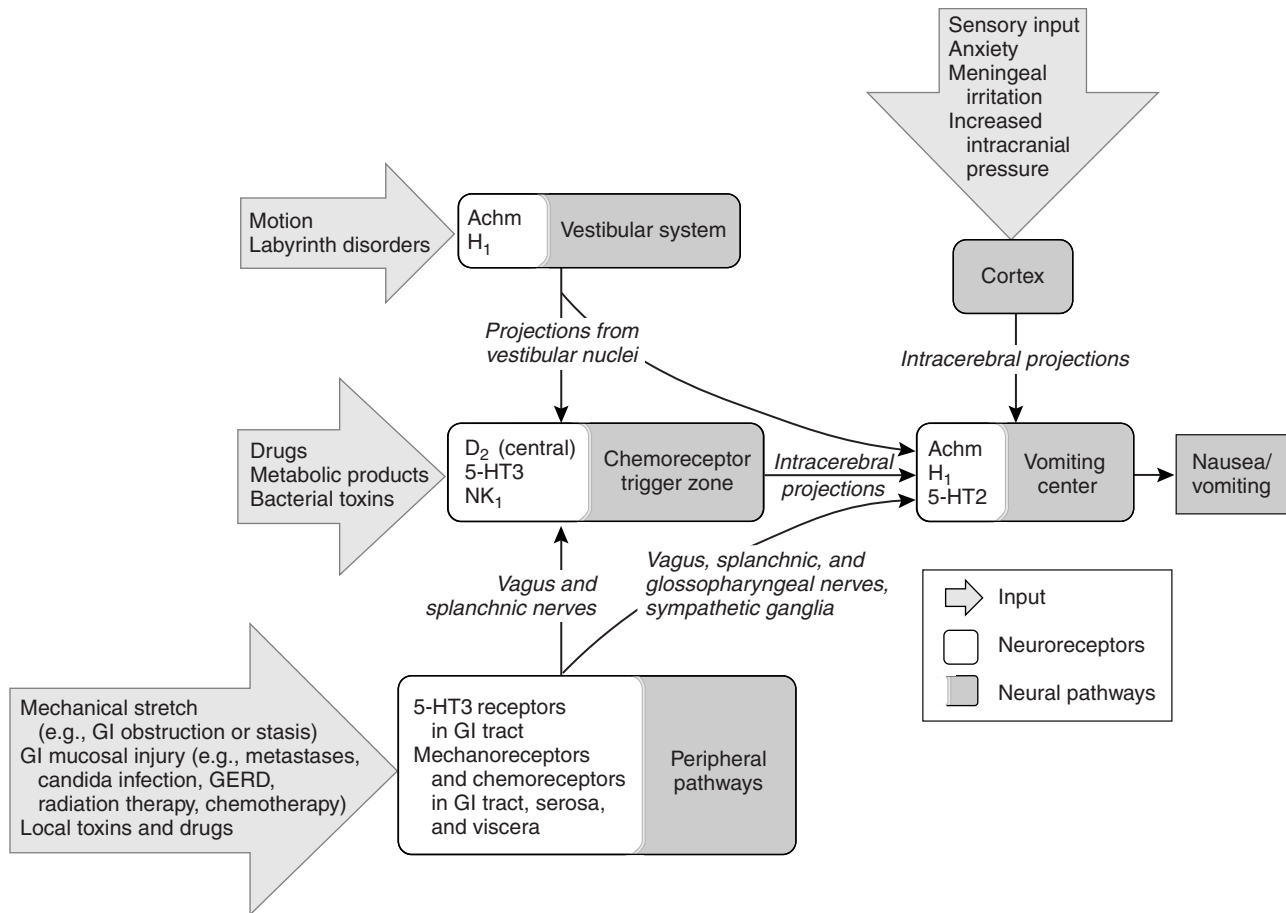 Sensory input
Anxiety
Meningeal
irritation
Increased
intracranial
pressure
Motion
Labyrinth disorders
Achm
H₁
Vestibular system
Cortex
Projections from
vestibular nuclei
Intracerebral projections
Drugs
Metabolic products
Bacterial toxins
D₂ (central)
5-HT3
NK₁
Chemoreceptor
trigger zone
Intracerebral
projections
Achm
H₁
5-HT2
Vomiting
center
Nausea/
vomiting
Vagus and
splanchnic nerves
Vagus, splanchnic, and
glossopharyngeal nerves,
sympathetic ganglia
Input
Neuroreceptors
Neural pathways
Mechanical stretch
(e.g., GI obstruction or stasis)
GI mucosal injury (e.g., metastases,
candida infection, GERD,
radiation therapy, chemotherapy)
Local toxins and drugs
5-HT3 receptors
in GI tract
Mechanoreceptors
and chemoreceptors
in GI tract, serosa,
and viscera
Peripheral
pathways